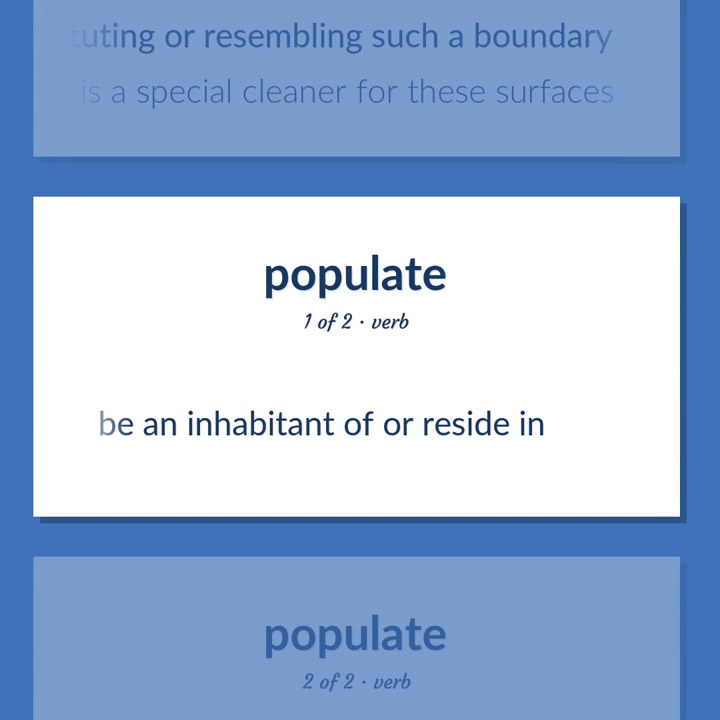 tuting or resembling such a boundary
is a special cleaner for these surfaces
populate
1 of 2 · verb
be an inhabitant of or reside in
populate
2 of 2 · verb